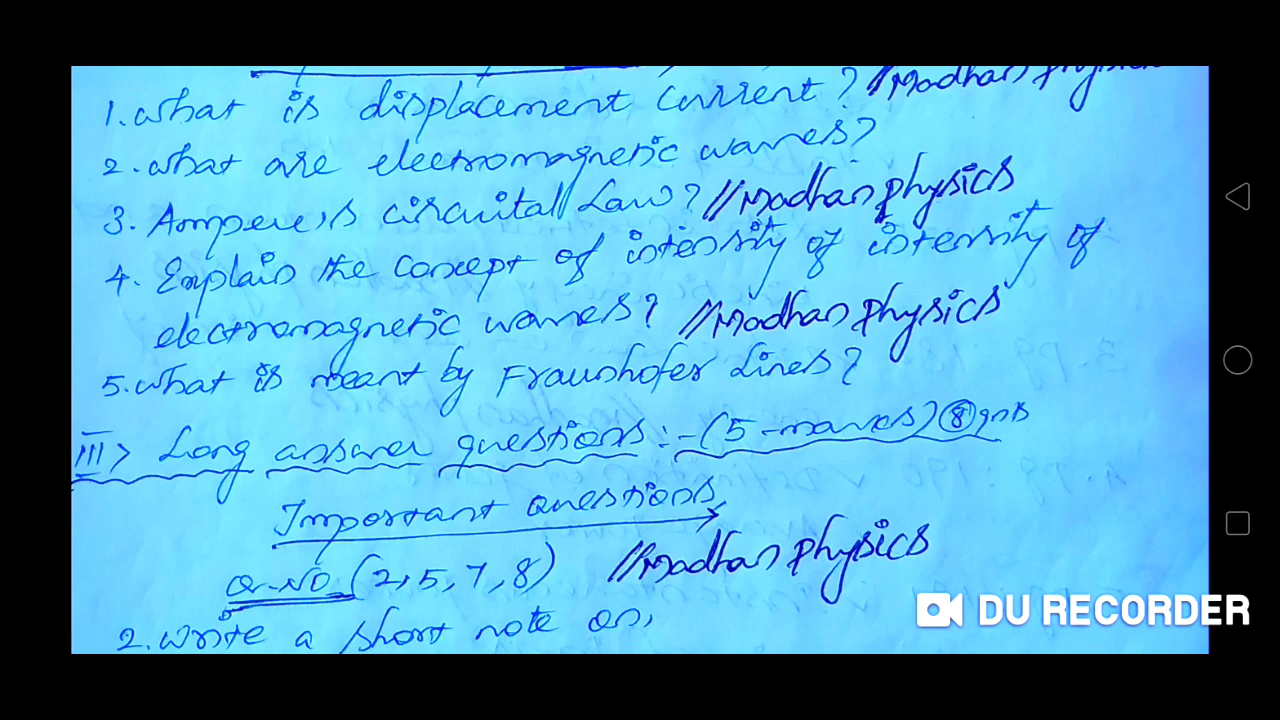 1. What is displacement current? //Madhan physics
2. What are electromagnetic waves?
3. Ampere's circuital Law? //Madhan physics
4. Explain the concept of intensity of intensity of
electromagnetic waves? //Madhan physics
5. What is meant by Fraunhofer Lines?
III> Long answer questions:-(5-marks) 8 qns
Important Questions
Q-NO (2,5,7,8) //Madhan physics
2. Write a short note on,
DU RECORDER